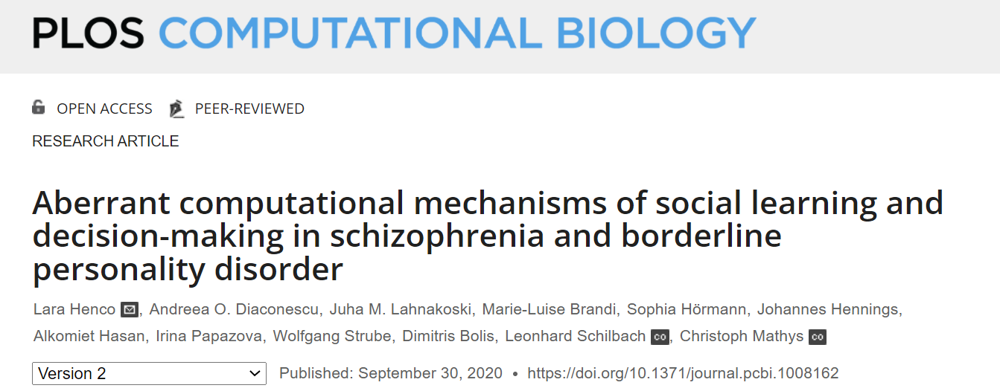 PLOS COMPUTATIONAL BIOLOGY
OPEN ACCESS PEER-REVIEWED
RESEARCH ARTICLE
Aberrant computational mechanisms of social learning and
decision-making in schizophrenia and borderline
personality disorder
Lara Henco, Andreea O. Diaconescu, Juha M. Lahnakoski, Marie-Luise Brandi, Sophia Hörmann, Johannes Hennings,
Alkomiet Hasan, Irina Papazova, Wolfgang Strube, Dimitris Bolis, Leonhard Schilbach co, Christoph Mathys co
Version 2 Published: September 30, 2020 • https://doi.org/10.1371/journal.pcbi.1008162